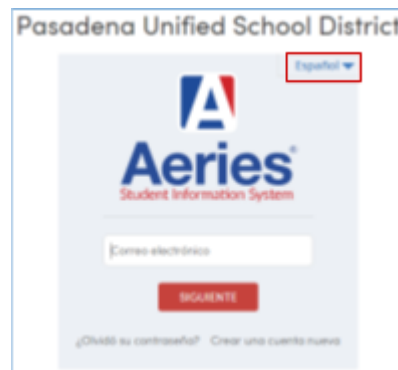 Pasadena Unified School District
Español
Aeries
Student Information System
Correo electrónico
SIGUIENTE
¿Olvidó su contraseña? Crear una cuenta nueva